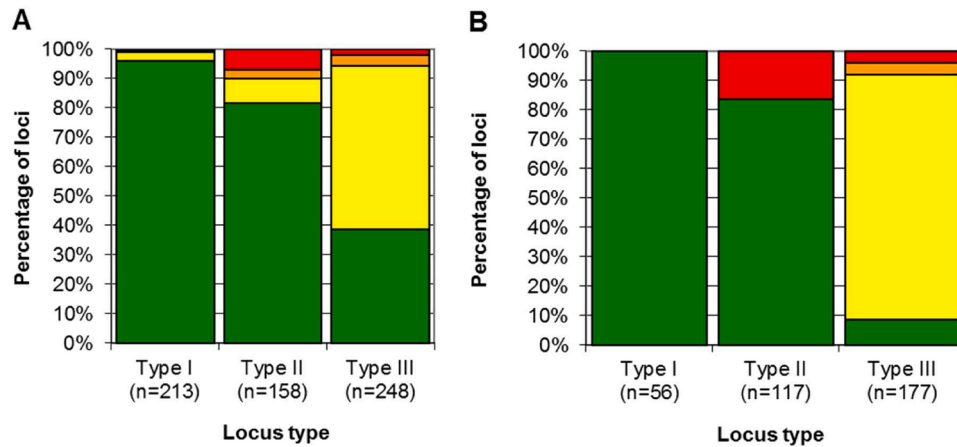 A
Percentage of loci
100%
90%
80%
70%
60%
50%
40%
30%
20%
10%
0%
Type I
(n=213)
Type II
(n=158)
Type III
(n=248)
Locus type
B
Percentage of loci
100%
90%
80%
70%
60%
50%
40%
30%
20%
10%
0%
Type I
(n=56)
Type II
(n=117)
Type III
(n=177)
Locus type